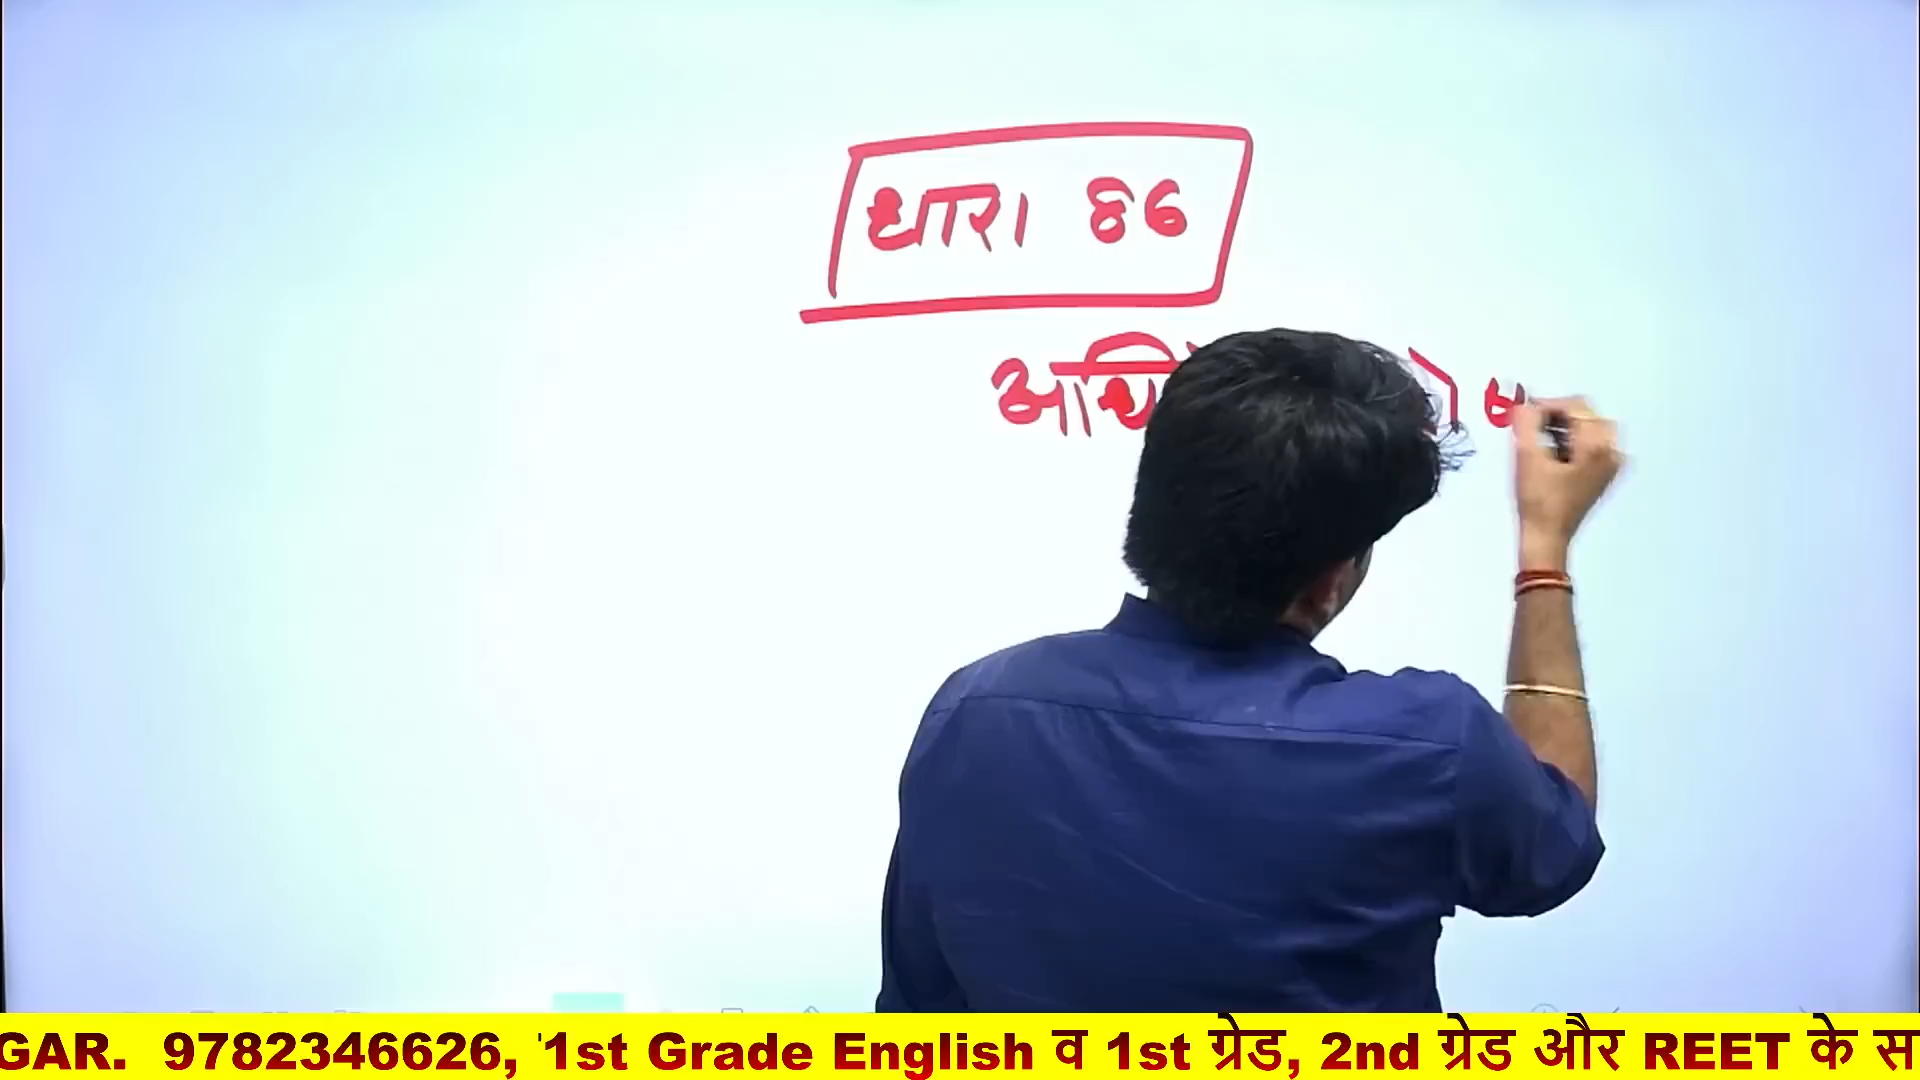 धारा 86
GAR. 9782346626, '1st Grade English व 1st ग्रेड, 2nd ग्रेड और REET के स